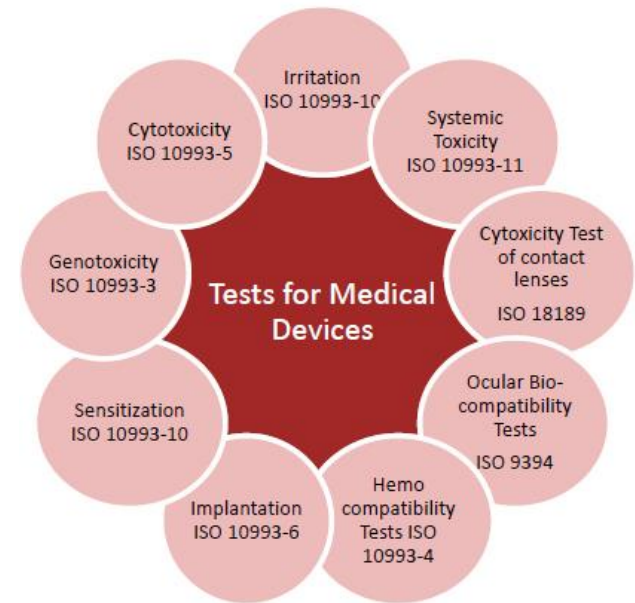 Irritation
ISO 10993-10
Systemic
Toxicity
ISO 10993-11
Cytoxicity Test
of contact
lenses
ISO 18189
Ocular Bio-
compatibility
Tests
ISO 9394
Hemo
compatibility
Tests ISO
10993-4
Implantation
ISO 10993-6
Sensitization
ISO 10993-10
Genotoxicity
ISO 10993-3
Cytotoxicity
ISO 10993-5
Tests for Medical
Devices